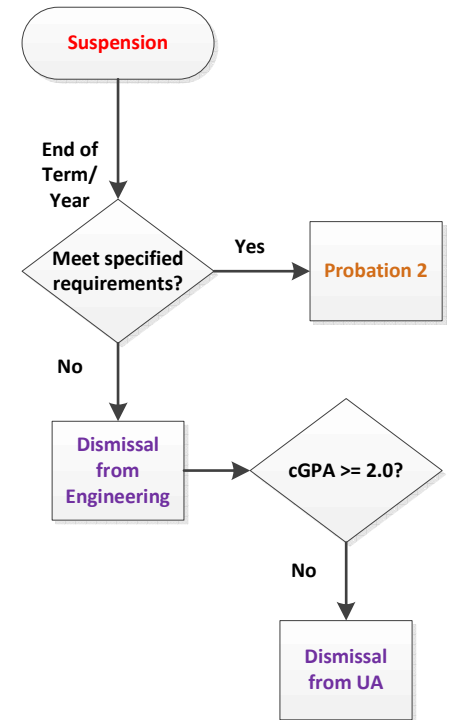 Suspension
End of
Term/
Year
Meet specified
requirements?
Yes
Probation 2
No
Dismissal
from
Engineering
cGPA >= 2.0?
No
Dismissal
from UA